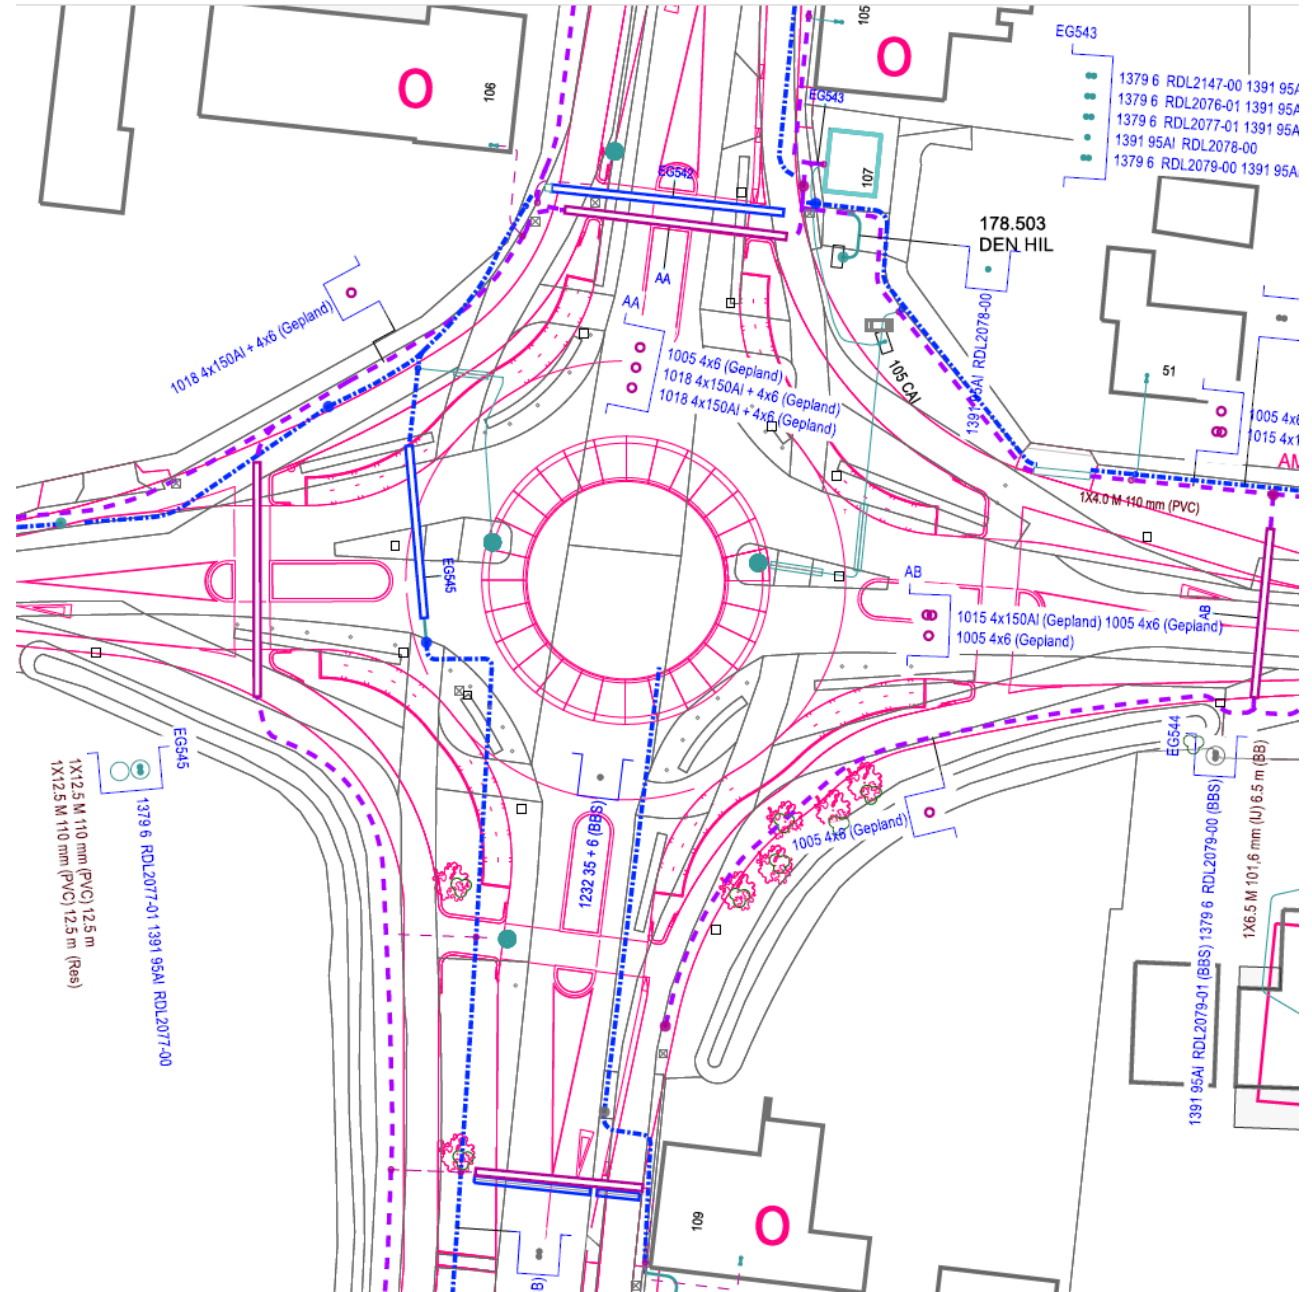 105
O
O
106
EG543
1379 6 RDL2147-00 1391 95A
1379 6 RDL2076-01 1391 95A
1379 6 RDL2077-01 1391 95A
1391 95Al RDL2078-00
1379 6 RDL2079-00 1391 95A
EG543
107
EG542
178.503
DEN HIL
AA
AA
1018 4x150Al + 4x6 (Gepland)
1391 95Al RDL2078-00
1005 4x6 (Gepland)
1018 4x150Al + 4x6 (Gepland)
1018 4x150Al + 4x6 (Gepland)
105 CAI
51
1005 4x6
1015 4x1
AM
1X4.0 M 110 mm (PVC)
EG545
AB
AB
1015 4x150Al (Gepland) 1005 4x6 (Gepland)
1005 4x6 (Gepland)
EG545
1X12.5 M 110 mm (PVC) 12.5 m
1X12.5 M 110 mm (PVC) 12.5 m (Res)
1379 6 RDL2077-01 1391 95Al RDL2077-00
EG544
1232 35 + 6 (BBS)
1005 4x6 (Gepland)
1391 95Al RDL2079-01 (BBS) 1379 6 RDL2079-00 (BBS)
1X6.5 M 101,6 mm (IJ) 6.5 m (BB)
109
O
B)